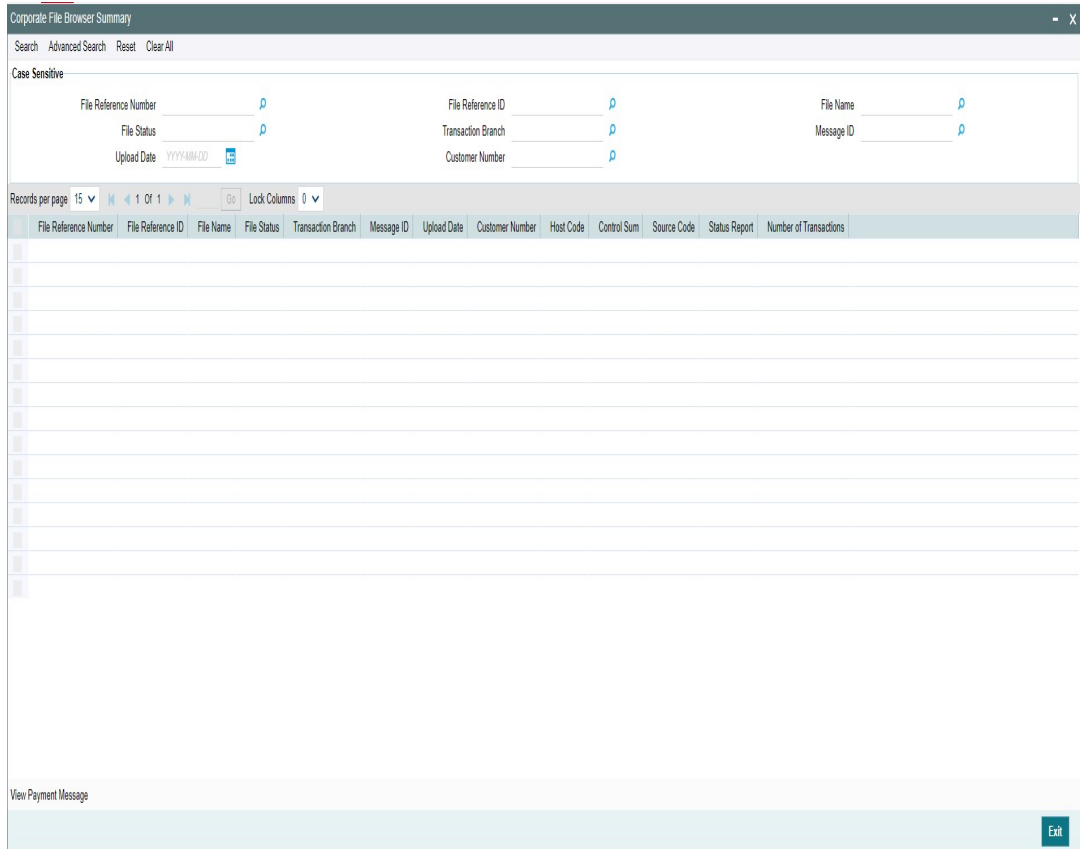 Corporate File Browser Summary - X
Search Advanced Search Reset Clear All
Case Sensitive
File Reference Number File Reference ID File Name
File Status Transaction Branch Message ID
Upload Date YYYY-MM-DD Customer Number
Records per page 15 1 Of 1 Go Lock Columns 0
File Reference Number File Reference ID File Name File Status Transaction Branch Message ID Upload Date Customer Number Host Code Control Sum Source Code Status Report Number of Transactions
View Payment Message
Exit